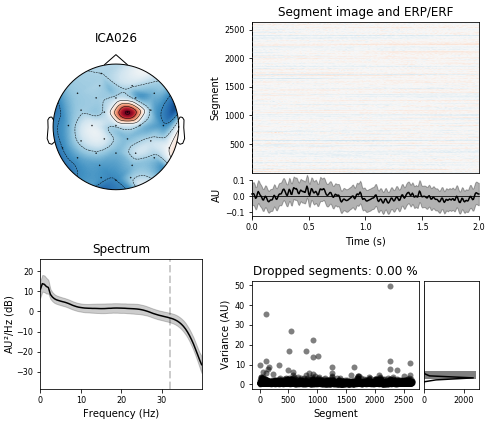 ICA026
Segment image and ERP/ERF
Segment
2500
2000
1500
1000
500
AU
0.1
0.0
−0.1
0.0 0.5 1.0 1.5 2.0
Time (s)
Spectrum
AU²/Hz (dB)
20
10
0
−10
−20
−30
0 10 20 30
Frequency (Hz)
Dropped segments: 0.00 %
Variance (AU)
50
40
30
20
10
0
0 500 1000 1500 2000 2500
Segment
0 2000